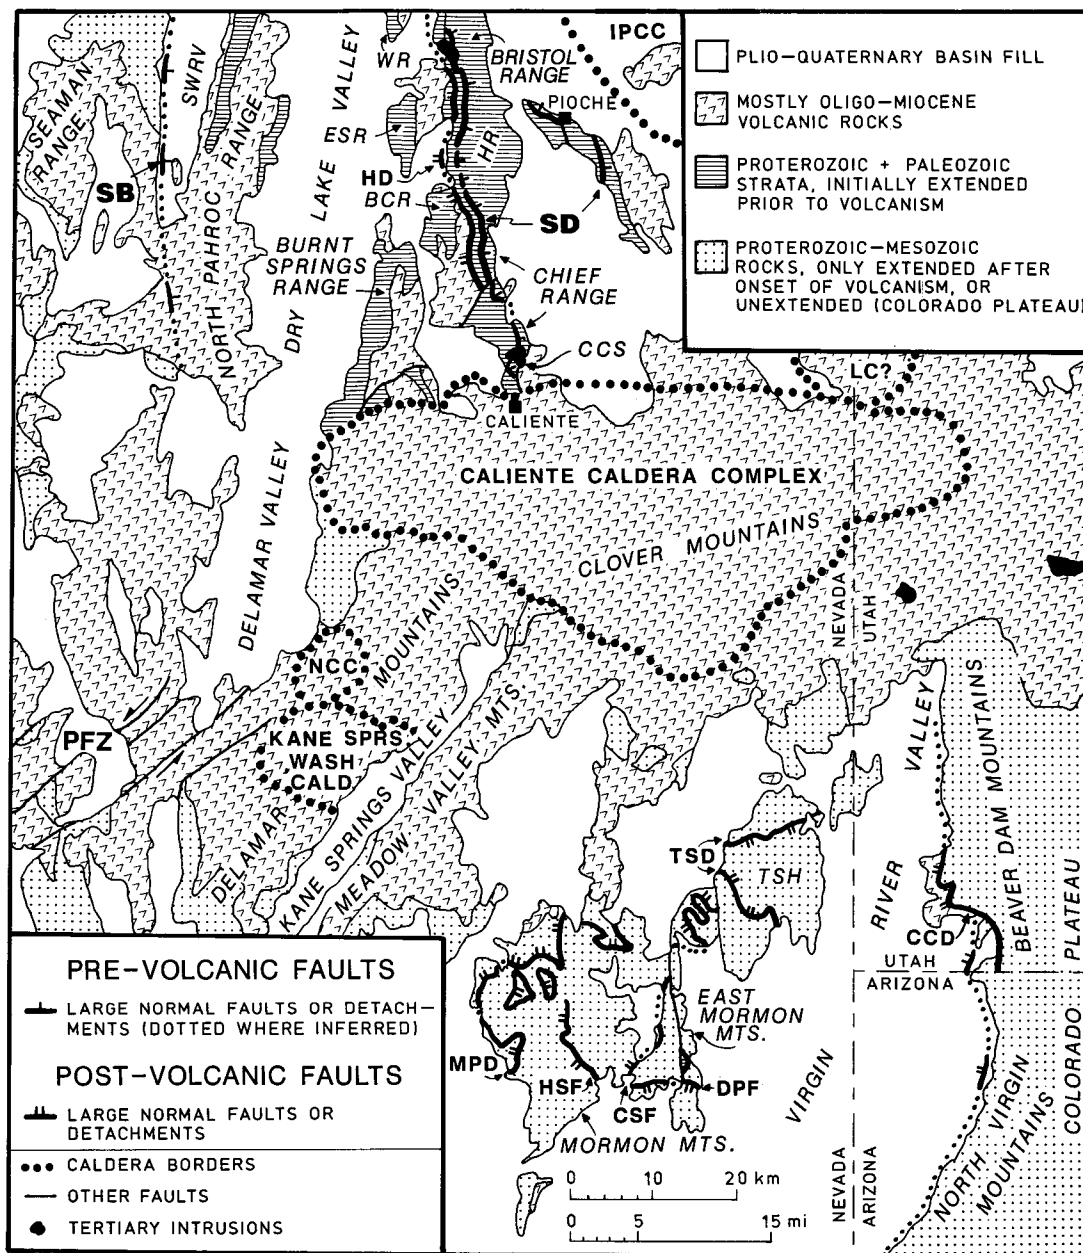 IPCC
WR
BRISTOL
RANGE
PIOCHE
SEAMAN
RANGE
SWRV
SB
NORTH PAHROC RANGE
DRY LAKE VALLEY
ESR
HR
HD
BCR
SD
BURNT
SPRINGS
RANGE
CHIEF
RANGE
CCS
PLIO-QUATERNARY BASIN FILL
MOSTLY OLIGO-MIOCENE
VOLCANIC ROCKS
PROTEROZOIC + PALEOZOIC
STRATA, INITIALLY EXTENDED
PRIOR TO VOLCANISM
PROTEROZOIC-MESOZOIC
ROCKS, ONLY EXTENDED AFTER
ONSET OF VOLCANISM, OR
UNEXTENDED (COLORADO PLATEAU)
LC?
CALIENTE
CALIENTE CALDERA COMPLEX
CLOVER MOUNTAINS
DELAMAR VALLEY
NEVADA
UTAH
NCC
KANE SPRS
WASH
CALD
PFZ
DELAMAR MOUNTAINS
KANE SPRINGS VALLEY
MEADOW VALLEY MTS.
TSD
TSH
VIRGIN RIVER VALLEY
BEAVER DAM MOUNTAINS
CCD
UTAH
ARIZONA
COLORADO PLATEAU
EAST
MORMON
MTS.
MPD
HSF
CSF
DPF
MORMON MTS.
NEVADA
ARIZONA
NORTH VIRGIN
MOUNTAINS
PRE-VOLCANIC FAULTS
LARGE NORMAL FAULTS OR DETACH-
MENTS (DOTTED WHERE INFERRED)
POST-VOLCANIC FAULTS
LARGE NORMAL FAULTS OR
DETACHMENTS
CALDERA BORDERS
OTHER FAULTS
TERTIARY INTRUSIONS
0 10 20 km
0 5 15 mi